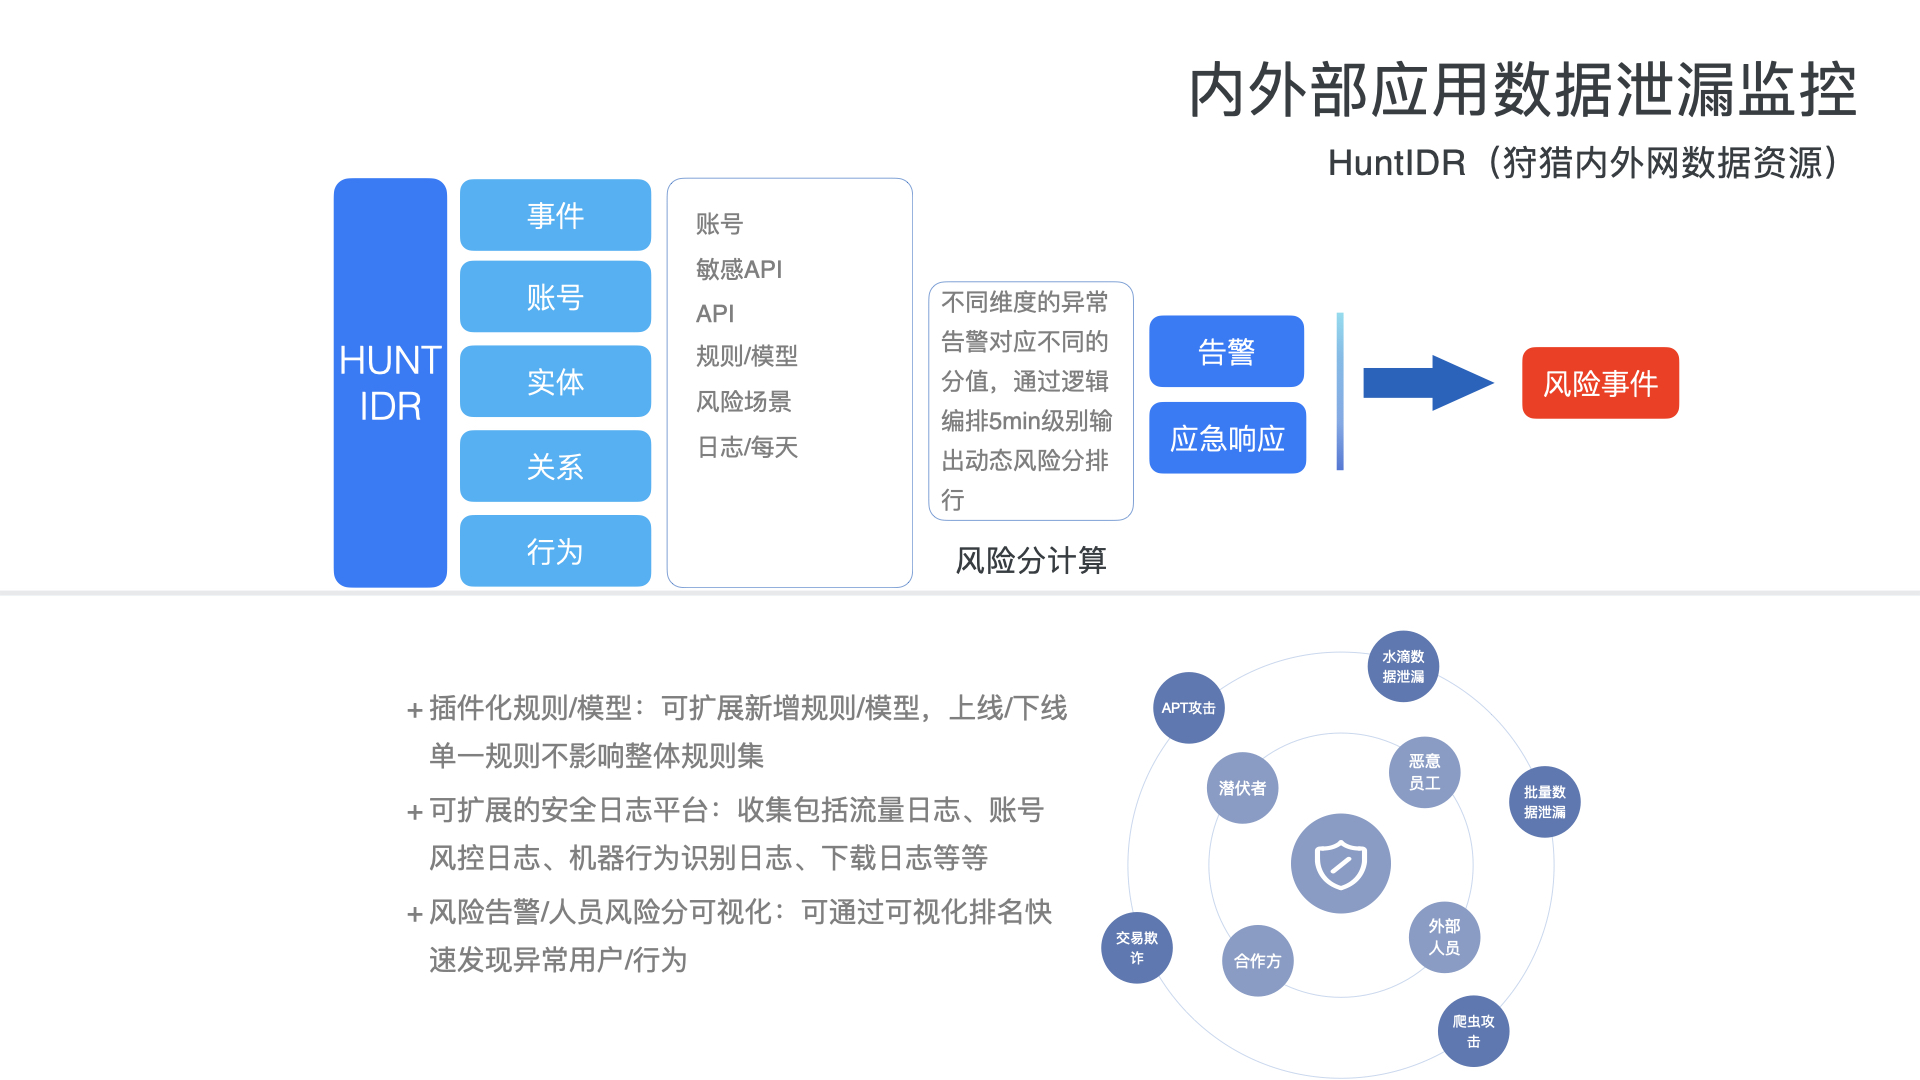 内外部应用数据泄漏监控
HuntIDR（狩猎内外网数据资源）
HUNT
IDR
事件
账号
实体
关系
行为
账号
敏感API
API
规则/模型
风险场景
日志/每天
不同维度的异常
告警对应不同的
分值，通过逻辑
编排5min级别输
出动态风险分排
行
风险分计算
告警
应急响应
风险事件
+ 插件化规则/模型：可扩展新增规则/模型，上线/下线
单一规则不影响整体规则集
+ 可扩展的安全日志平台：收集包括流量日志、账号
风控日志、机器行为识别日志、下载日志等等
+ 风险告警/人员风险分可视化：可通过可视化排名快
速发现异常用户/行为
水滴数
据泄漏
APT攻击
恶意
员工
潜伏者
批量数
据泄漏
外部
人员
交易欺
诈
合作方
爬虫攻
击